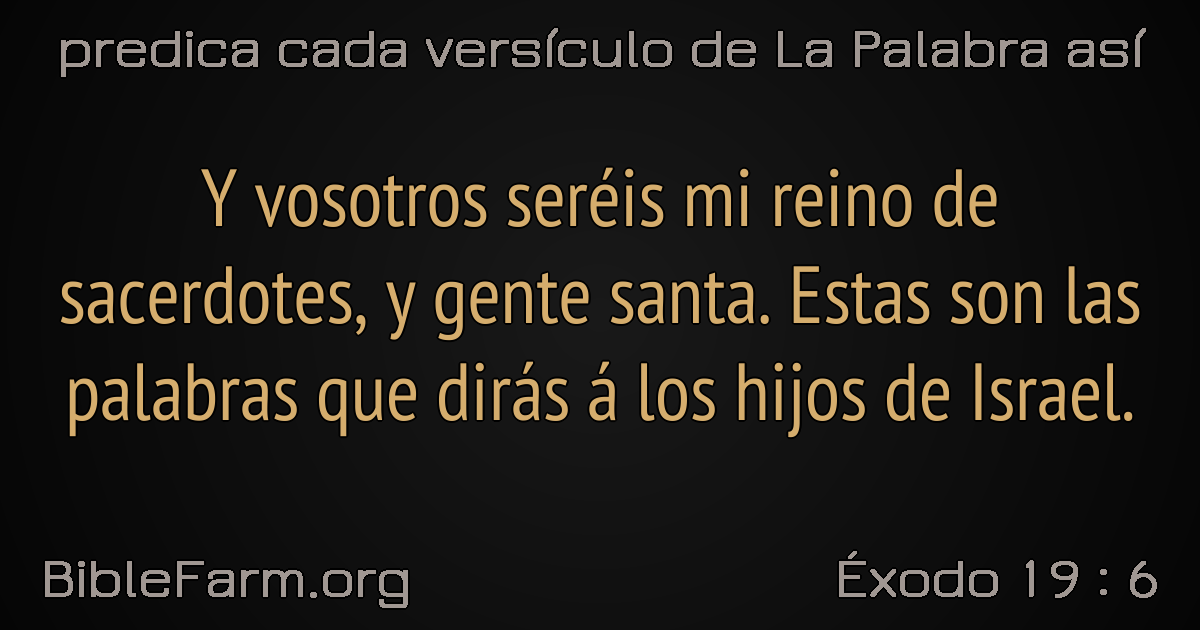 predica cada versículo de La Palabra así
Y vosotros seréis mi reino de
sacerdotes, y gente santa. Estas son las
palabras que dirás á los hijos de Israel.
BibleFarm.org
Éxodo 19 : 6